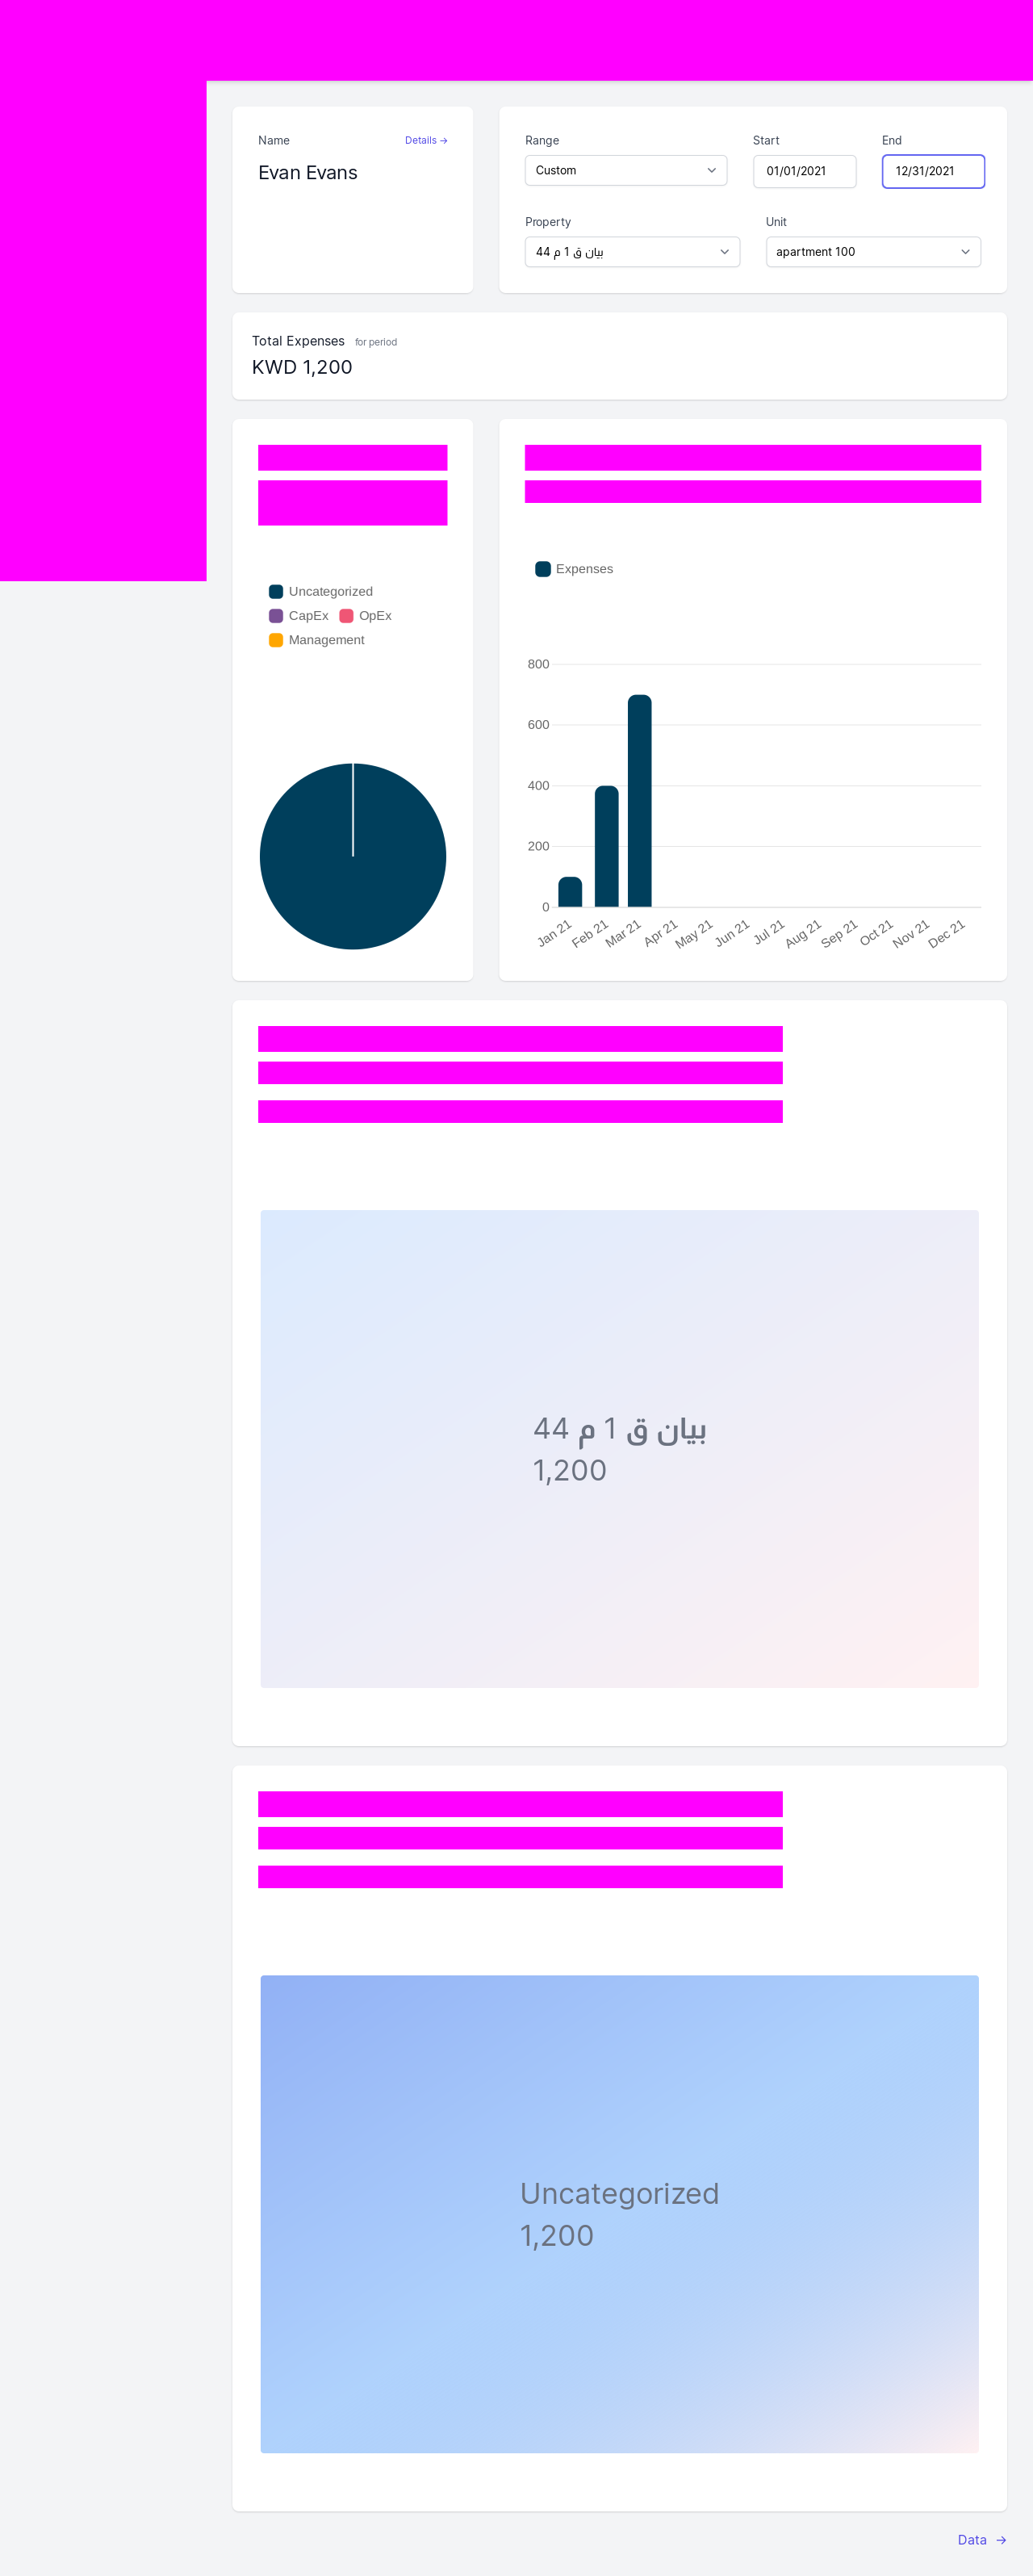 Name
Details →
Evan Evans
Range
Start
End
Custom
01/01/2021
12/31/2021
Property
Unit
بيان ق 1 م 44
apartment 100
Total Expenses for period
KWD 1,200
Uncategorized
CapEx
OpEx
Management
Expenses
800
600
400
200
0
Jan 21
Feb 21
Mar 21
Apr 21
May 21
Jun 21
Jul 21
Aug 21
Sep 21
Oct 21
Nov 21
Dec 21
بيان ق 1 م 44
1,200
Uncategorized
1,200
Data →